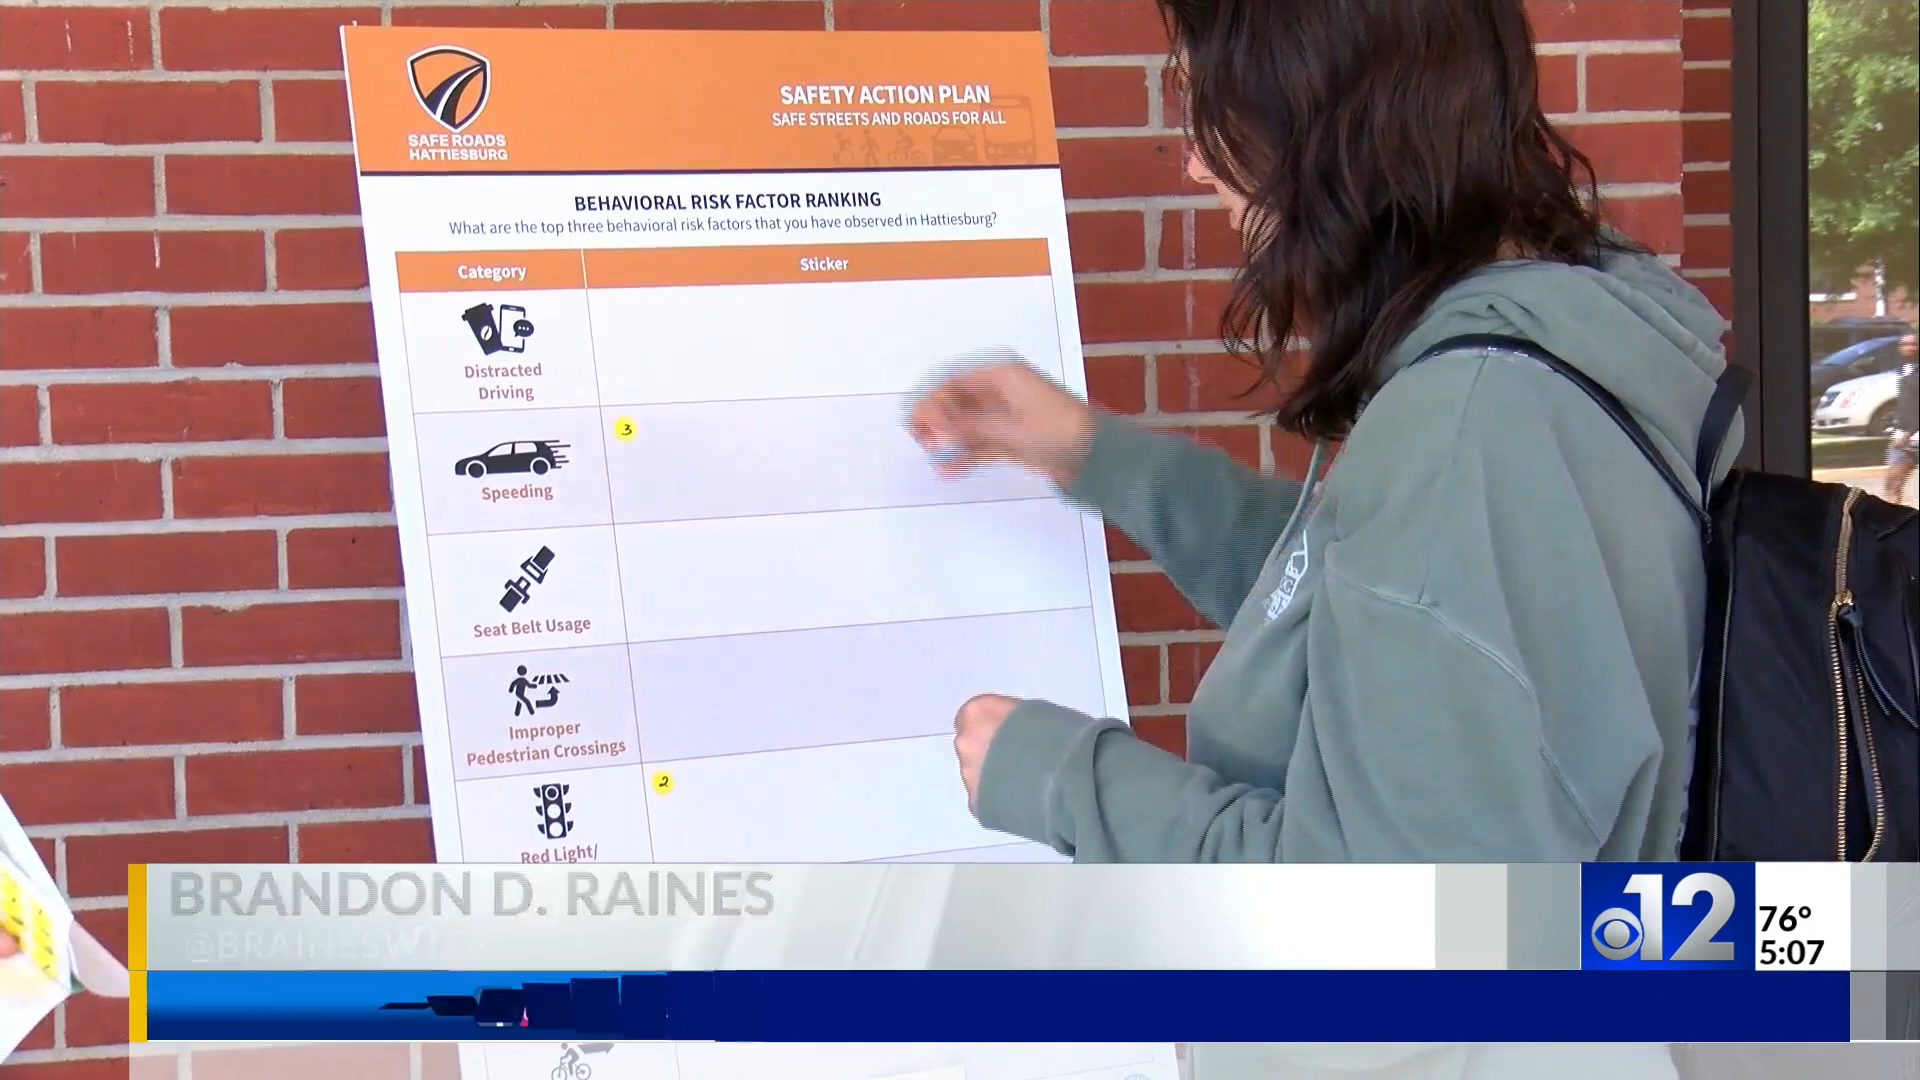 SAFE ROADS
HATTIESBURG
SAFETY ACTION PLAN
SAFE STREETS AND ROADS FOR ALL
BEHAVIORAL RISK FACTOR RANKING
What are the top three behavioral risk factors that you have observed in Hattiesburg?
Category
Sticker
Distracted
Driving
Speeding
3
Seat Belt Usage
Improper
Pedestrian Crossings
2
Red Light/
BRANDON D. RAINES
12
76°
5:07